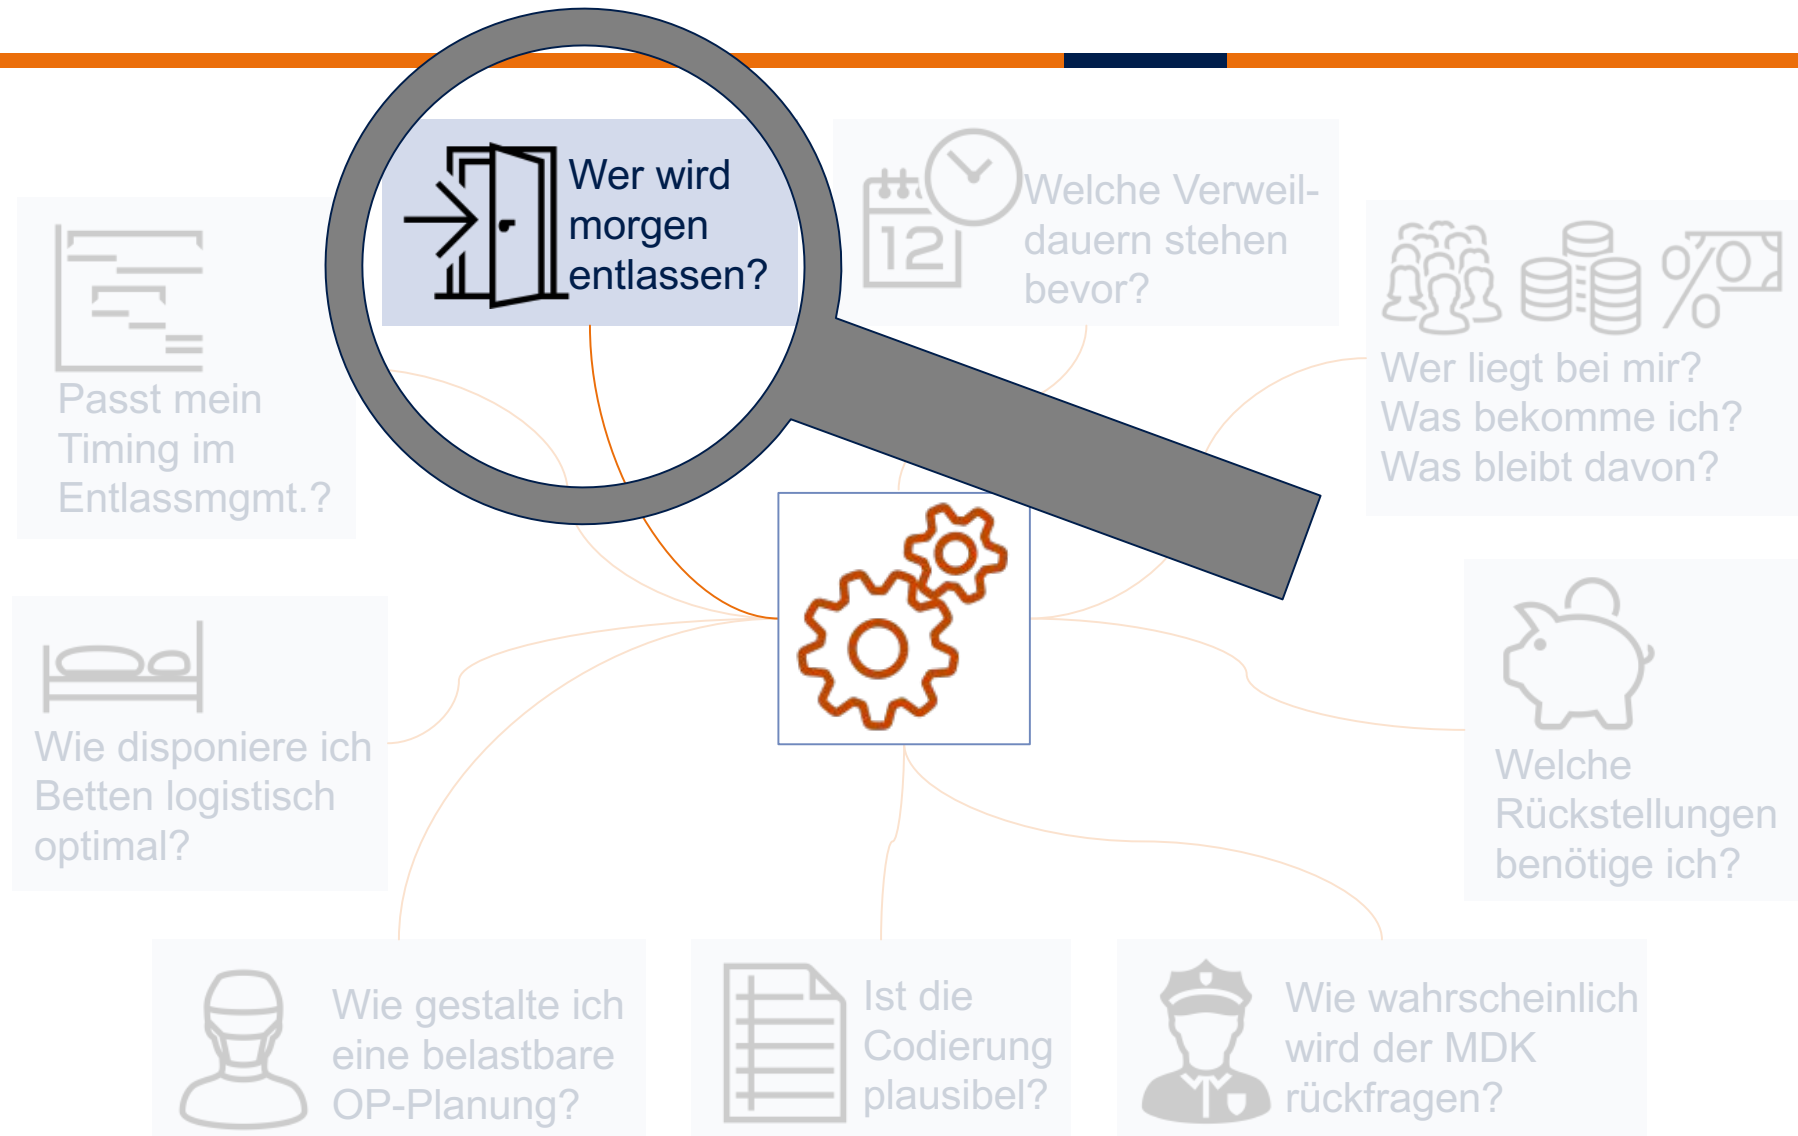 Wer wird
morgen
entlassen?
Welche Verweil-
dauern stehen
bevor?
12
Wer liegt bei mir?
Was bekomme ich?
Was bleibt davon?
Passt mein
Timing im
Entlassmgmt.?
Wie disponiere ich
Betten logistisch
optimal?
Welche
Rückstellungen
benötige ich?
Wie gestalte ich
eine belastbare
OP-Planung?
Ist die
Codierung
plausibel?
Wie wahrscheinlich
wird der MDK
rückfragen?